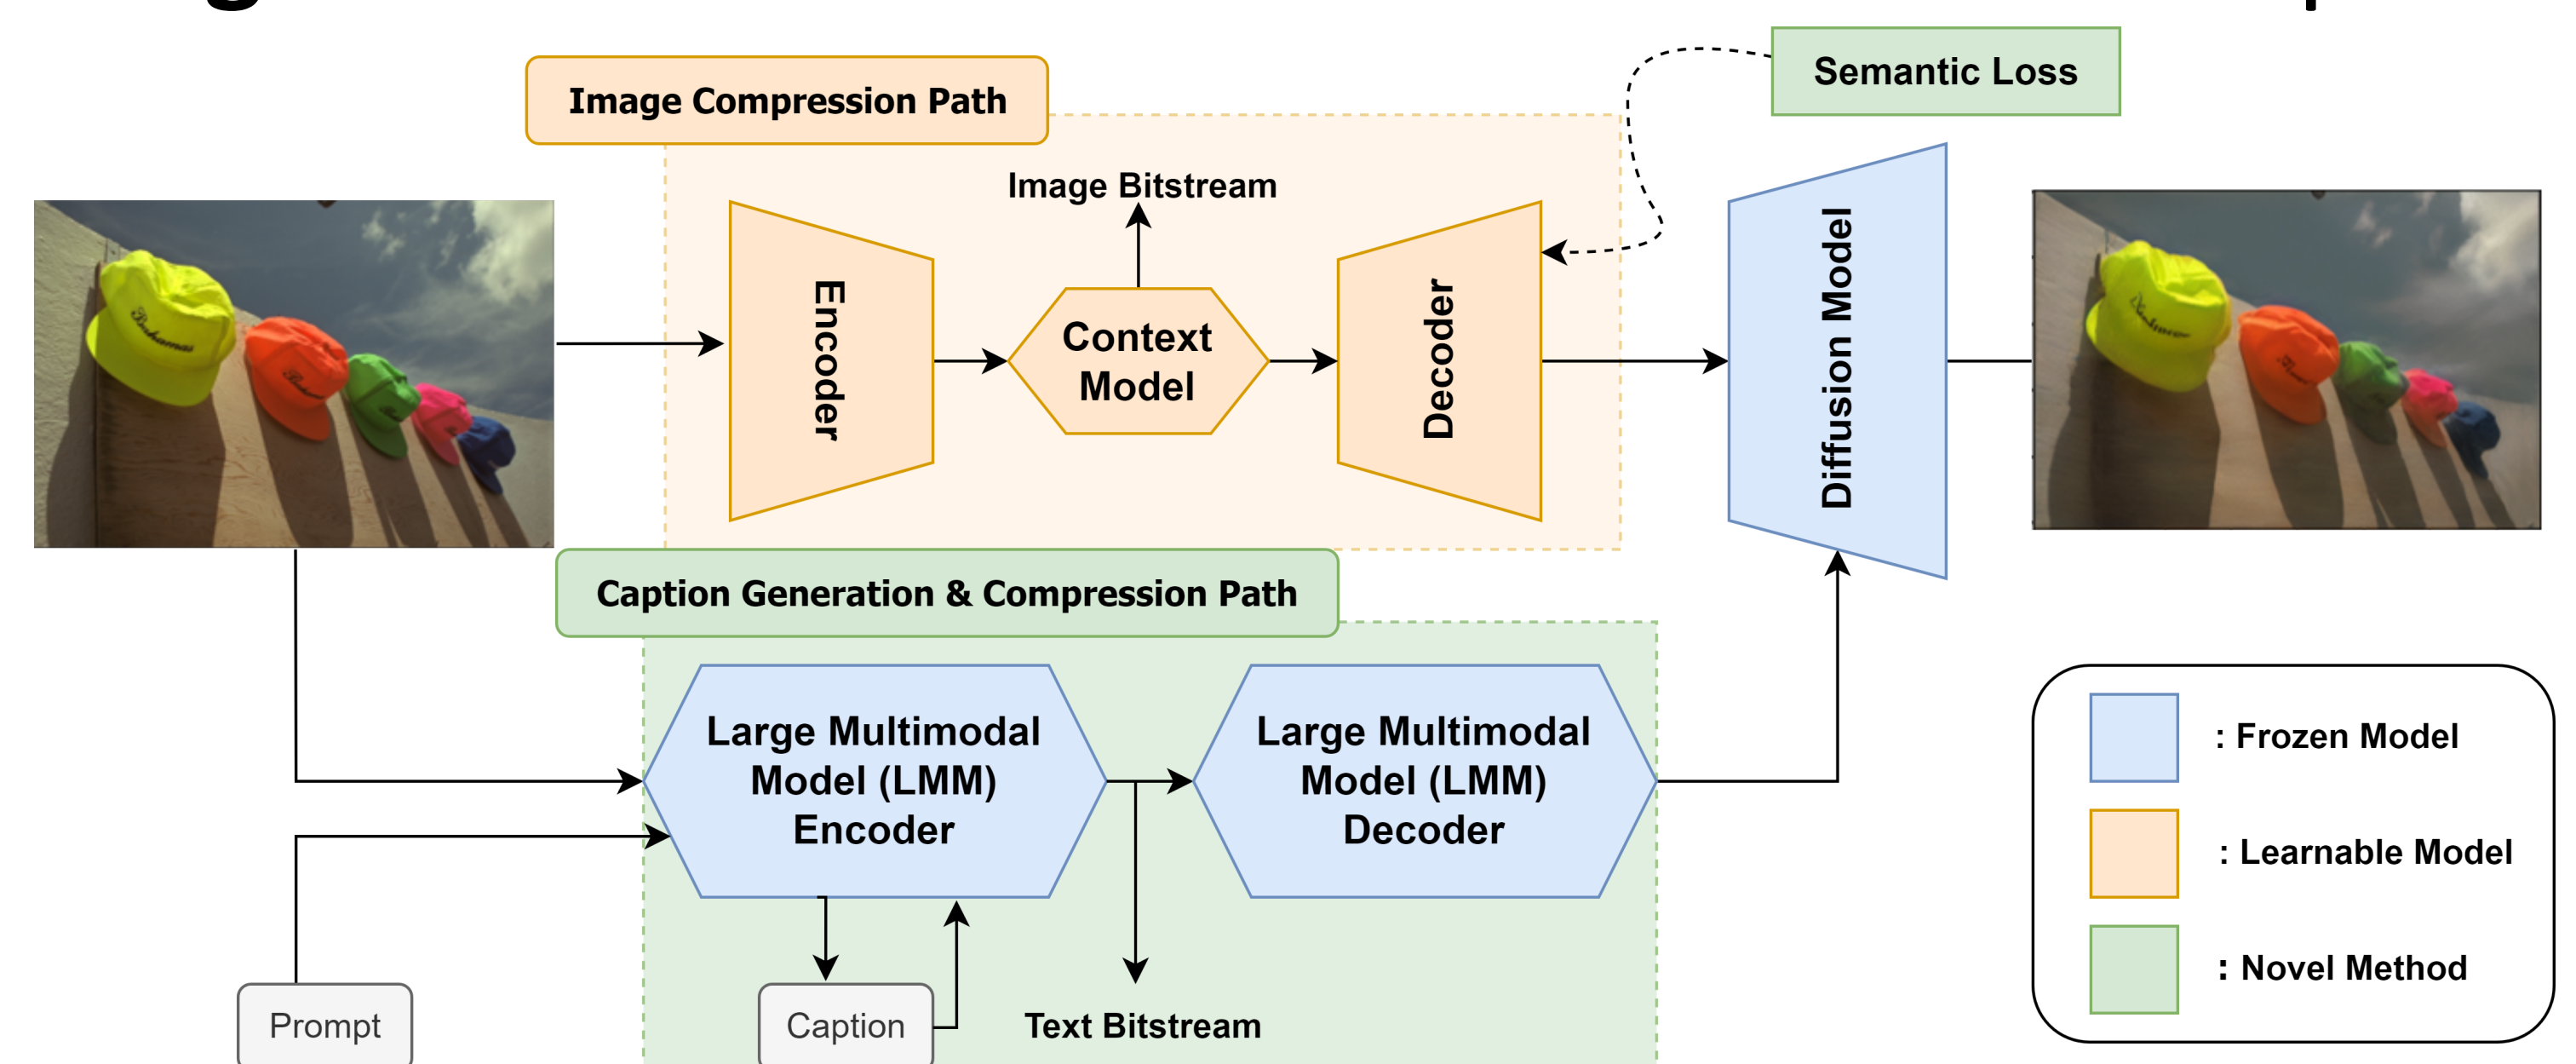 Semantic Loss
Image Compression Path
Image Bitstream
Encoder
Context
Model
Decoder
Diffusion Model
Bahamas
Caption Generation & Compression Path
Large Multimodal
Model (LMM)
Encoder
Large Multimodal
Model (LMM)
Decoder
: Frozen Model
: Learnable Model
: Novel Method
Prompt
Caption
Text Bitstream